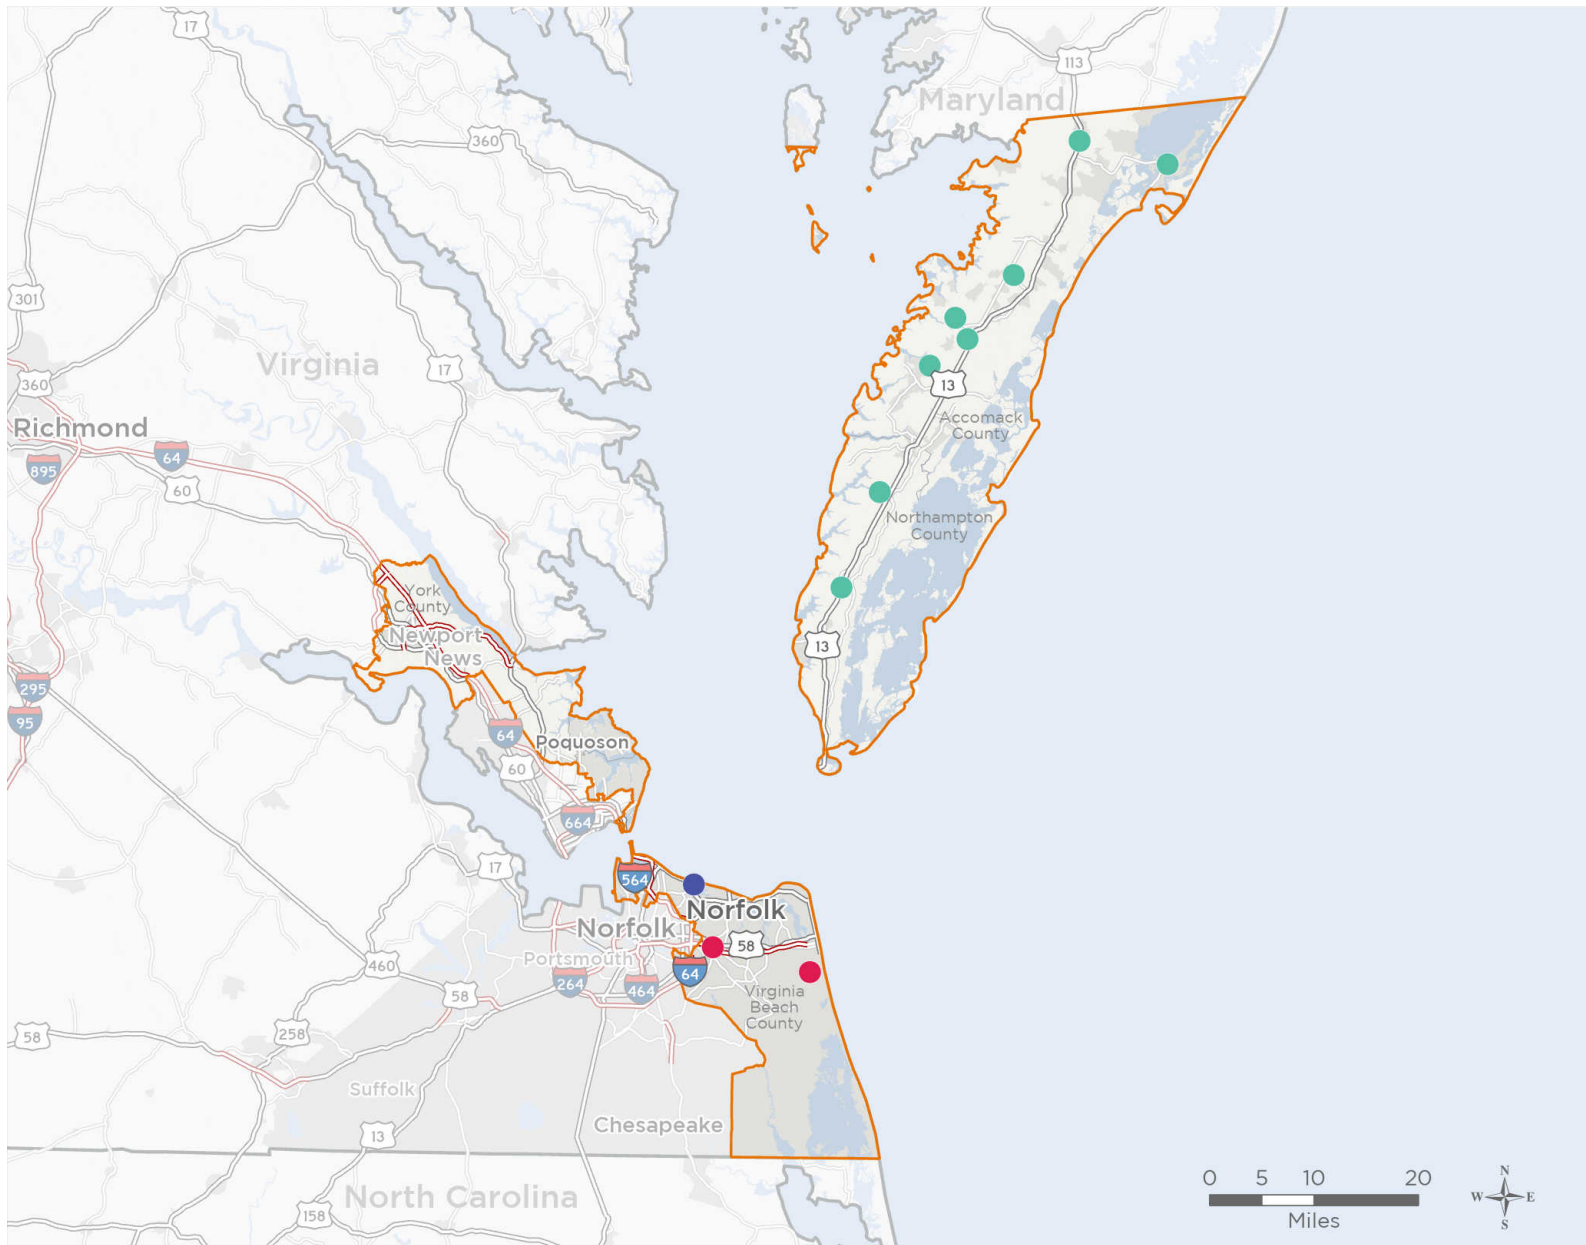 17
113
Maryland
360
301
Virginia
17
360
13
Richmond
Accomack
County
64
895
60
Northampton
County
York
County
Newport
News
13
295
95
64
Poquoson
60
664
17
564
Norfolk
Norfolk
58
Portsmouth
460
64
264
464
58
Virginia
Beach
County
258
58
Suffolk
Chesapeake
13
North Carolina
158
0 5 10 20
Miles
N
W E
S